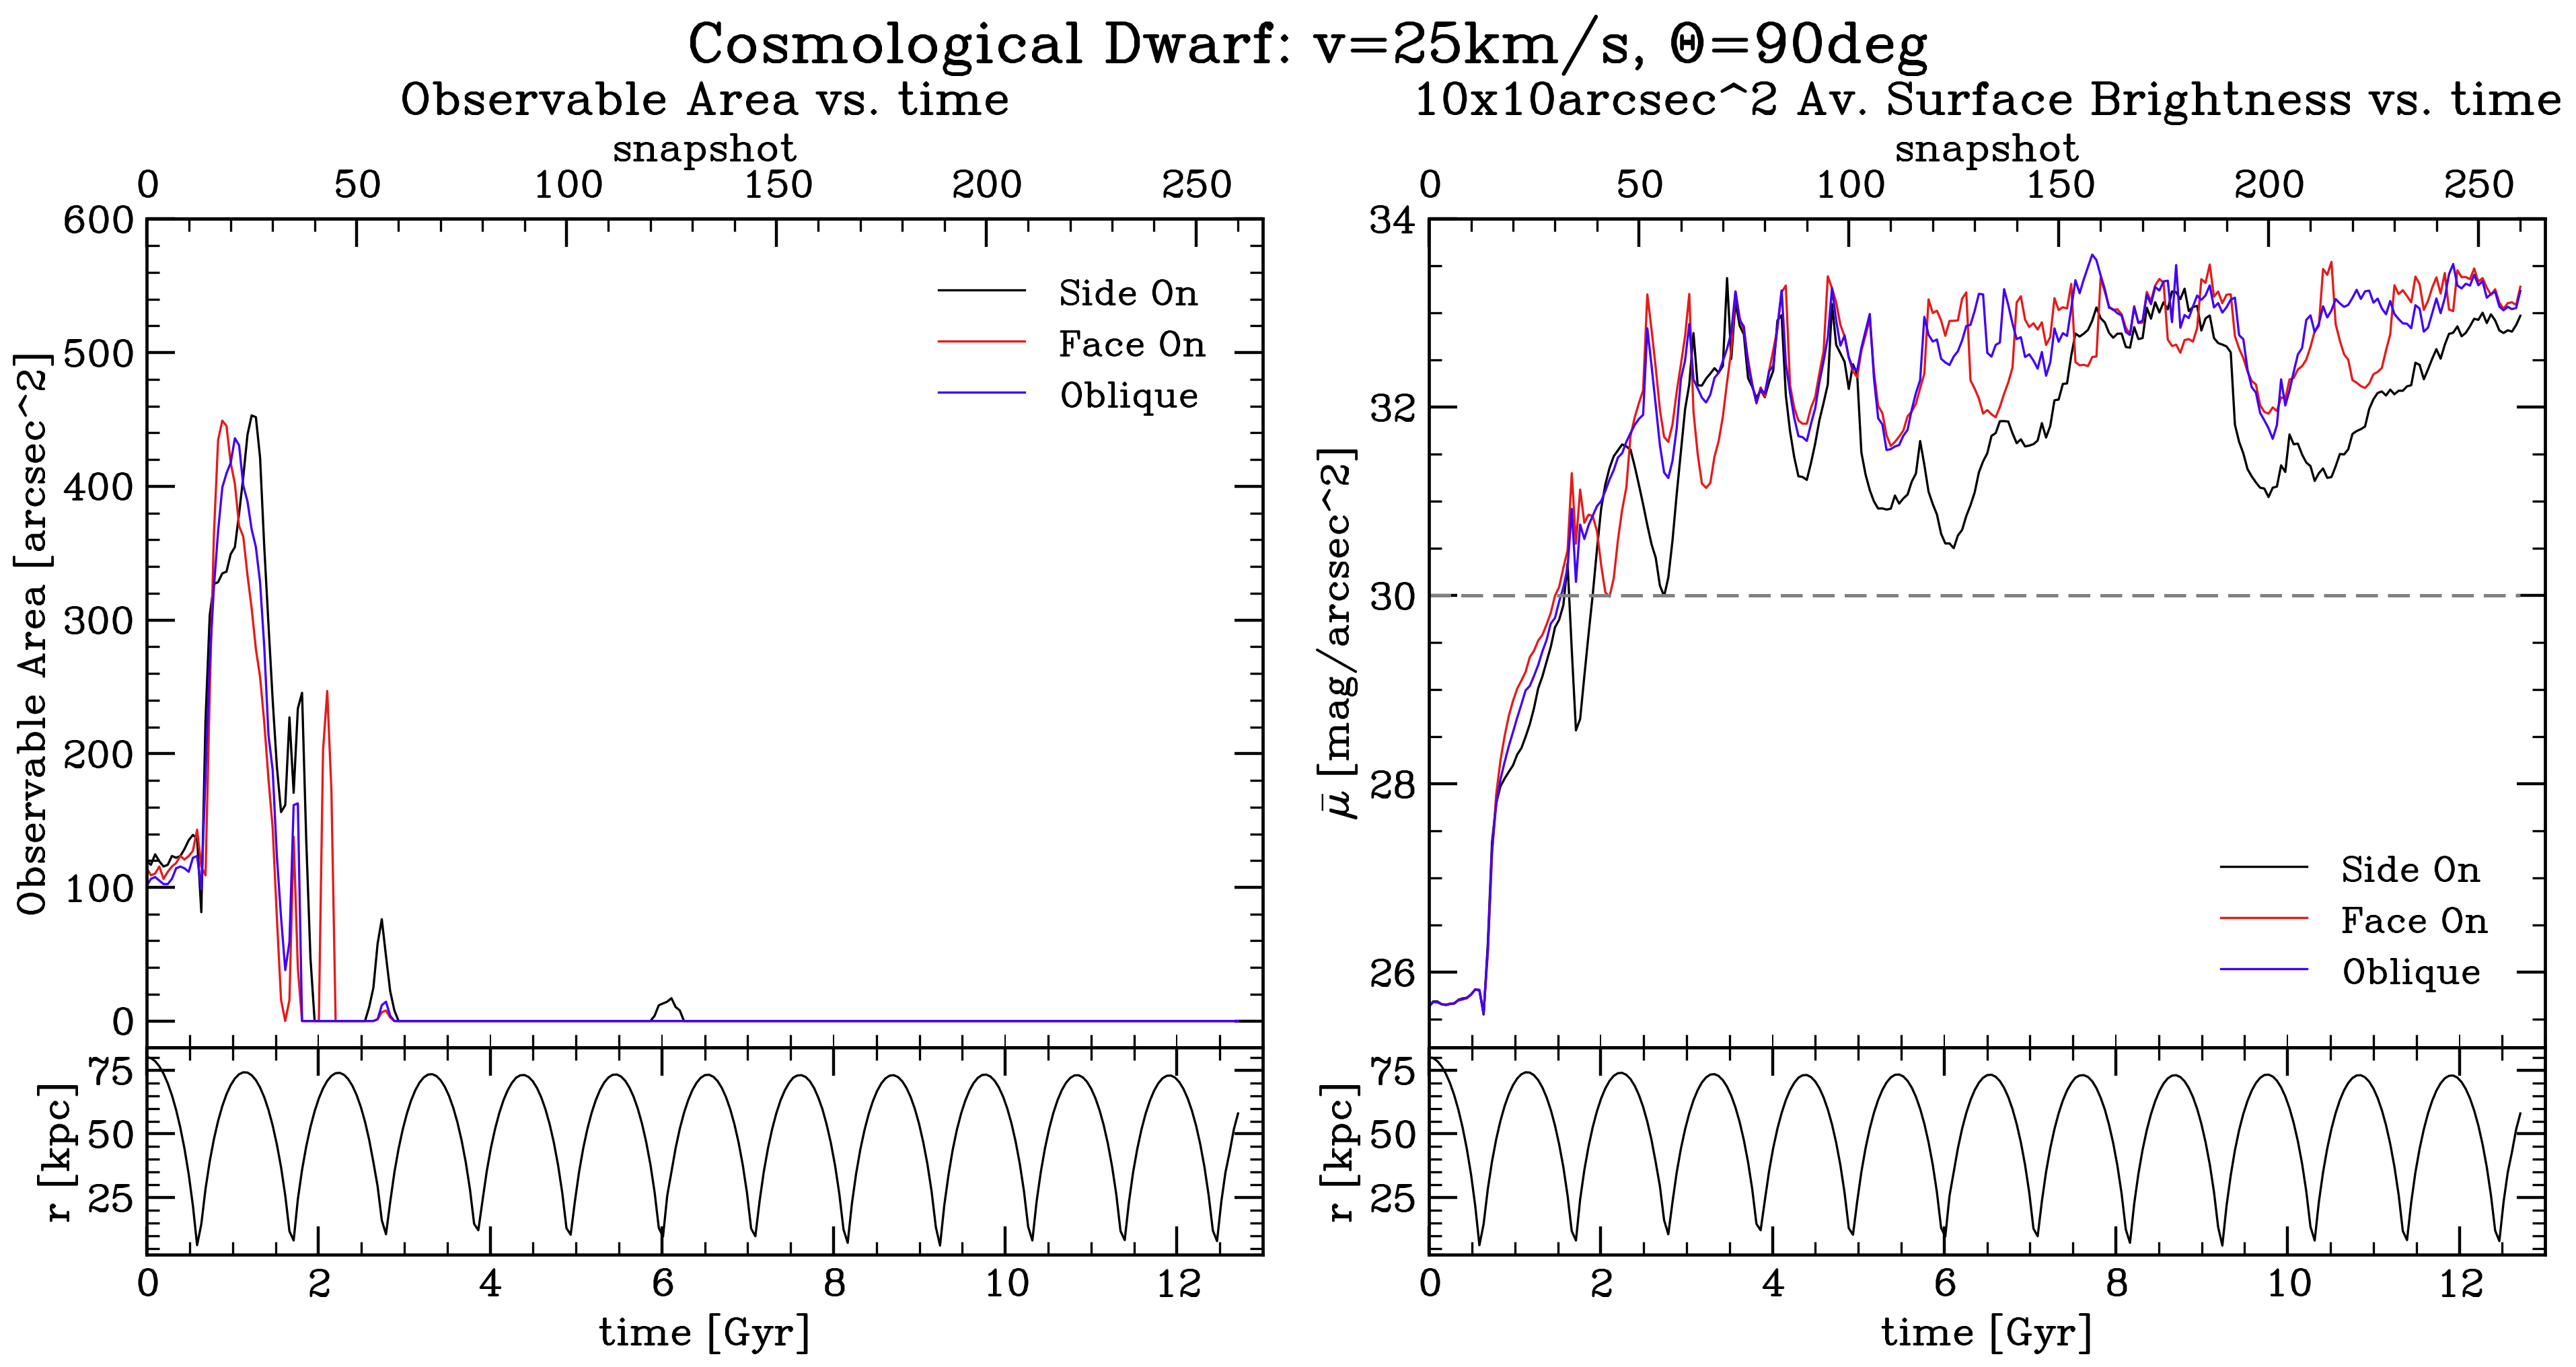 Cosmological Dwarf: v=25km/s, Θ=90deg
Observable Area vs. time
snapshot
0 50 100 150 200 250
600
500
400
300
200
100
0
Observable Area [arcsec^2]
Side On
Face On
Oblique
75
50
25
r [kpc]
0 2 4 6 8 10 12
time [Gyr]
10x10arcsec^2 Av. Surface Brightness vs. time
snapshot
0 50 100 150 200 250
34
32
30
28
26
μ̄ [mag/arcsec^2]
Side On
Face On
Oblique
75
50
25
r [kpc]
0 2 4 6 8 10 12
time [Gyr]